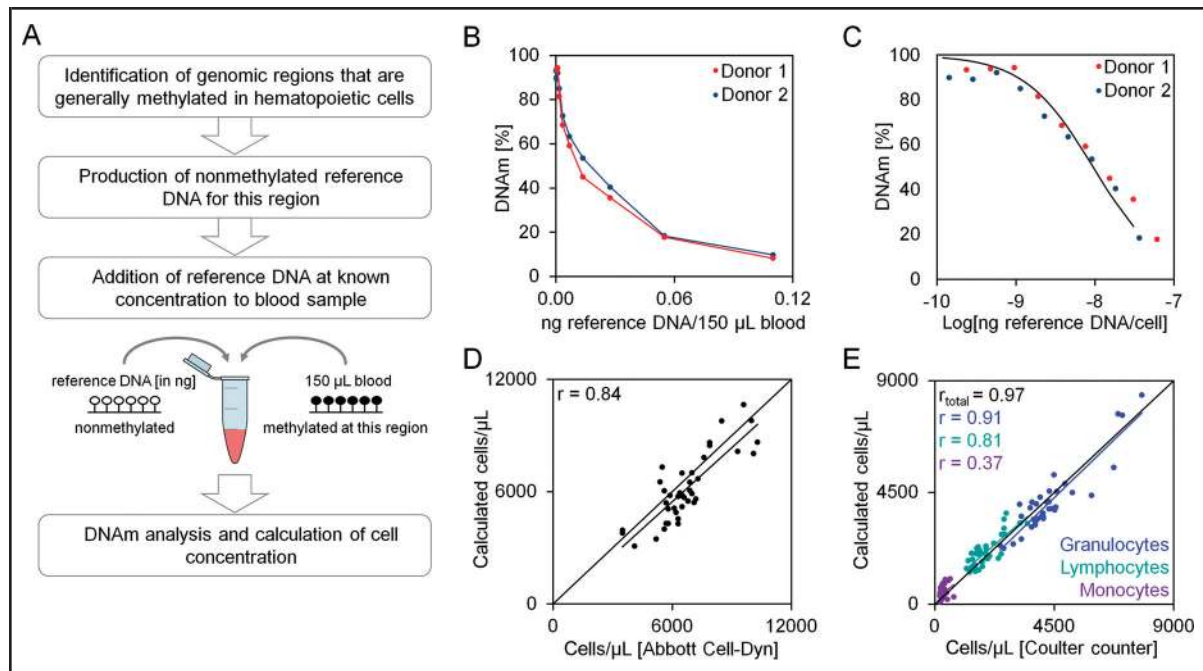 A
Identification of genomic regions that are
generally methylated in hematopoietic cells
Production of nonmethylated reference
DNA for this region
Addition of reference DNA at known
concentration to blood sample
reference DNA [in ng]
nonmethylated
150 µL blood
methylated at this region
DNAm analysis and calculation of cell
concentration
B
Donor 1
Donor 2
DNAm [%]
100
80
60
40
20
0
0.00
0.06
0.12
ng reference DNA/150 µL blood
C
Donor 1
Donor 2
DNAm [%]
100
80
60
40
20
0
-10
-9
-8
-7
Log[ng reference DNA/cell]
D
r = 0.84
Calculated cells/µL
12000
6000
0
0
6000
12000
Cells/µL [Abbott Cell-Dyn]
E
rtotal = 0.97
r = 0.91
r = 0.81
r = 0.37
Granulocytes
Lymphocytes
Monocytes
Calculated cells/µL
9000
4500
0
0
4500
9000
Cells/µL [Coulter counter]